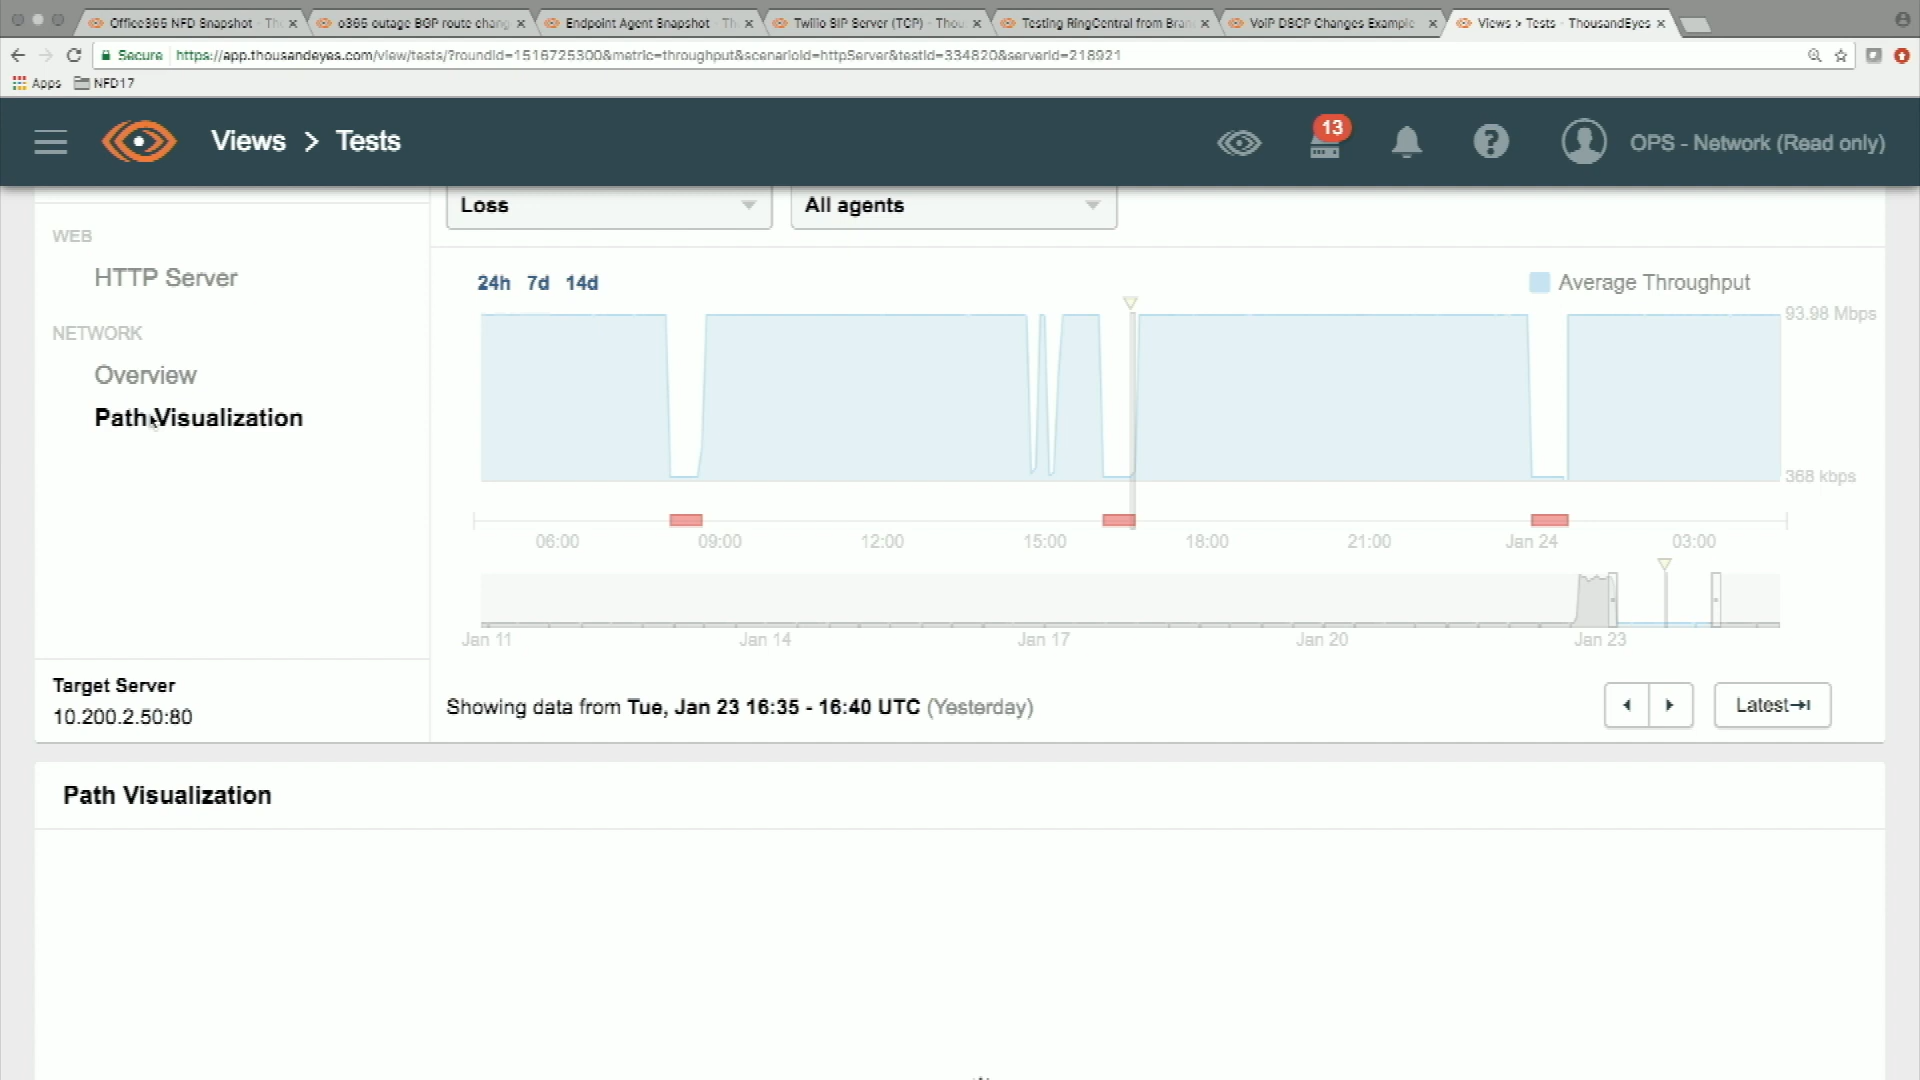 Office365 NFD Snapshot - Th
o365 outage BGP route chang
Endpoint Agent Snapshot - Th
Twilio SIP Server (TCP) - Thou
Testing RingCentral from Bran
VoIP DSCP Changes Example
Views > Tests - ThousandEyes
Secure
https://app.thousandeyes.com/view/tests/?roundId=1516725300&metric=throughput&scenarioId=httpServer&testId=334820&serverId=218921
Apps
NFD17
Views > Tests
13
OPS - Network (Read only)
Loss
All agents
WEB
HTTP Server
NETWORK
Overview
Path Visualization
24h 7d 14d
Average Throughput
93.98 Mbps
368 kbps
06:00 09:00 12:00 15:00 18:00 21:00 Jan 24 03:00
Jan 11 Jan 14 Jan 17 Jan 20 Jan 23
Target Server
10.200.2.50:80
Showing data from Tue, Jan 23 16:35 - 16:40 UTC (Yesterday)
Latest
Path Visualization